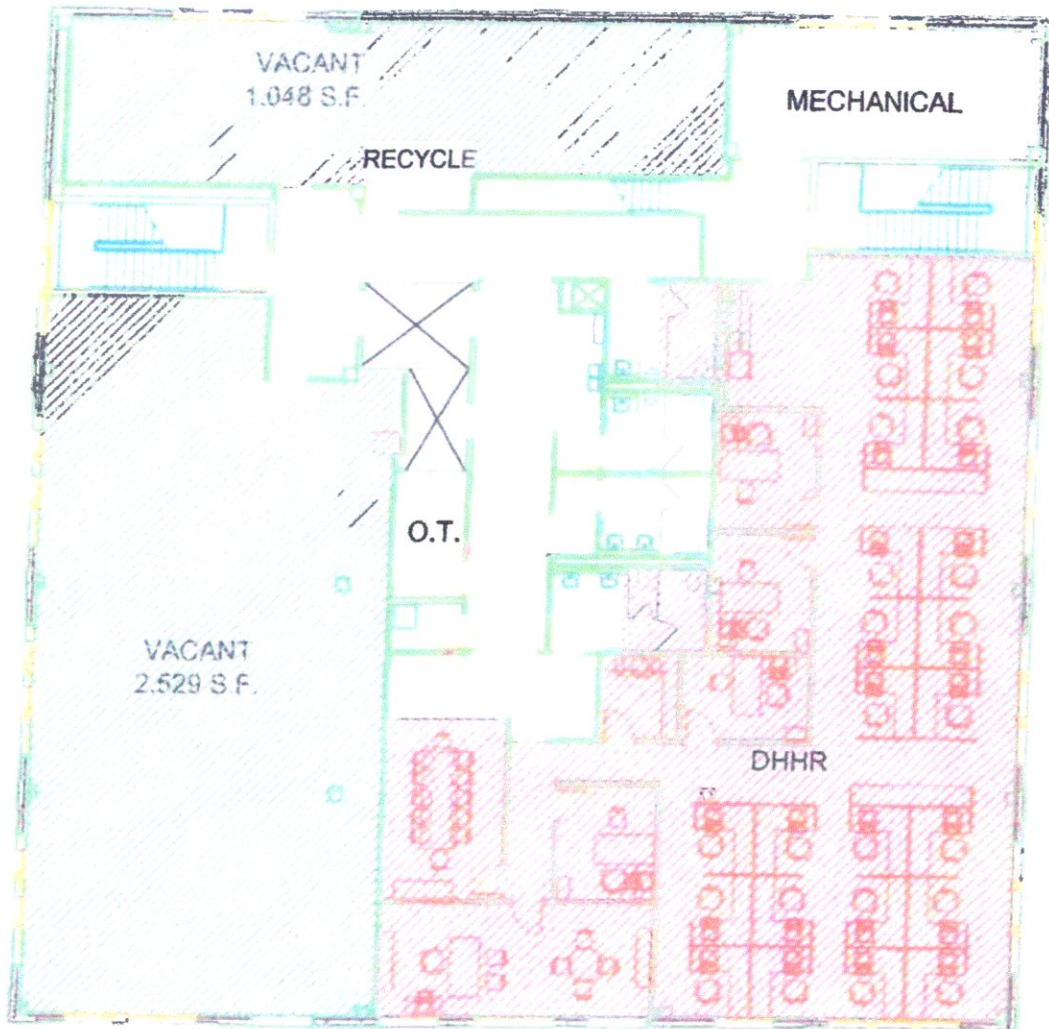 VACANT
1.048 S.F.
MECHANICAL
RECYCLE
O.T.
VACANT
2.529 S.F.
DHHR